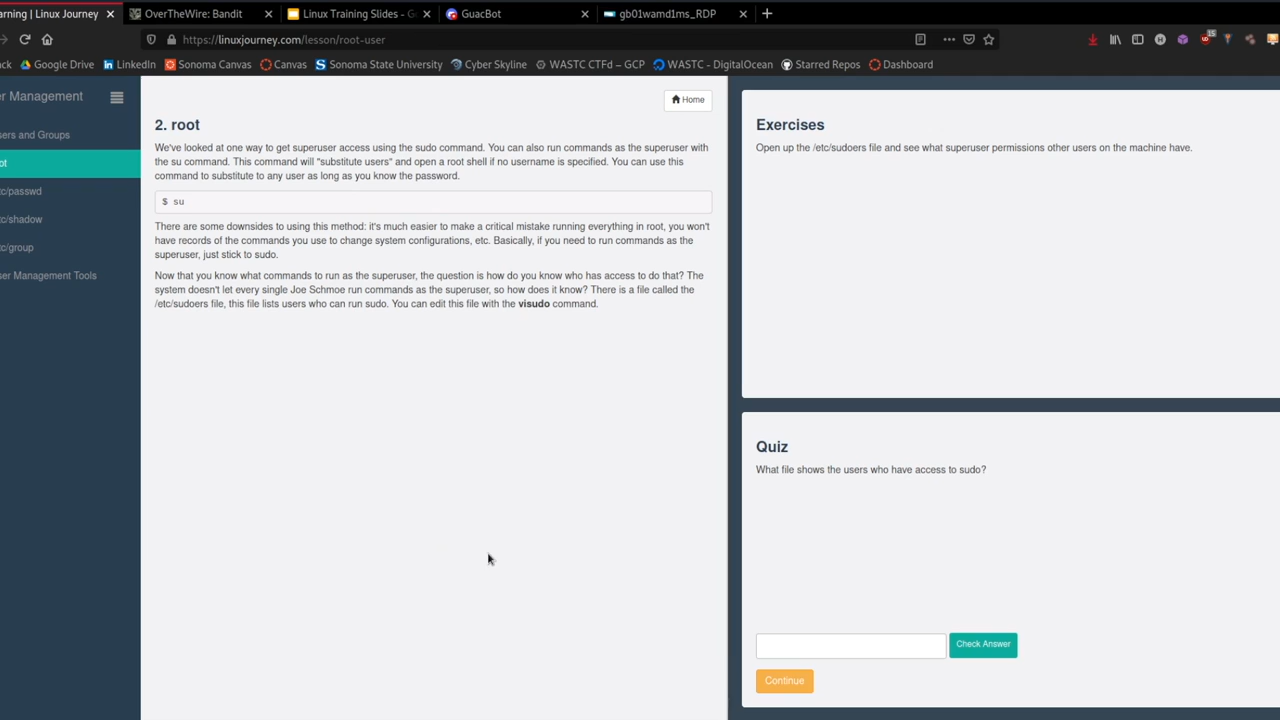 arning | Linux Journey
OverTheWire: Bandit
Linux Training Slides - G
GuacBot
gb01wamd1ms_RDP
https://linuxjourney.com/lesson/root-user
15
ck
Google Drive
LinkedIn
Sonoma Canvas
Canvas
Sonoma State University
Cyber Skyline
WASTC CTFd – GCP
WASTC - DigitalOcean
Starred Repos
Dashboard
er Management
sers and Groups
ot
tc/passwd
tc/shadow
tc/group
ser Management Tools
Home
2. root
We've looked at one way to get superuser access using the sudo command. You can also run commands as the superuser with
the su command. This command will "substitute users" and open a root shell if no username is specified. You can use this
command to substitute to any user as long as you know the password.
$ su
There are some downsides to using this method: it's much easier to make a critical mistake running everything in root, you won't
have records of the commands you use to change system configurations, etc. Basically, if you need to run commands as the
superuser, just stick to sudo.
Now that you know what commands to run as the superuser, the question is how do you know who has access to do that? The
system doesn't let every single Joe Schmoe run commands as the superuser, so how does it know? There is a file called the
/etc/sudoers file, this file lists users who can run sudo. You can edit this file with the visudo command.
Exercises
Open up the /etc/sudoers file and see what superuser permissions other users on the machine have.
Quiz
What file shows the users who have access to sudo?
Check Answer
Continue